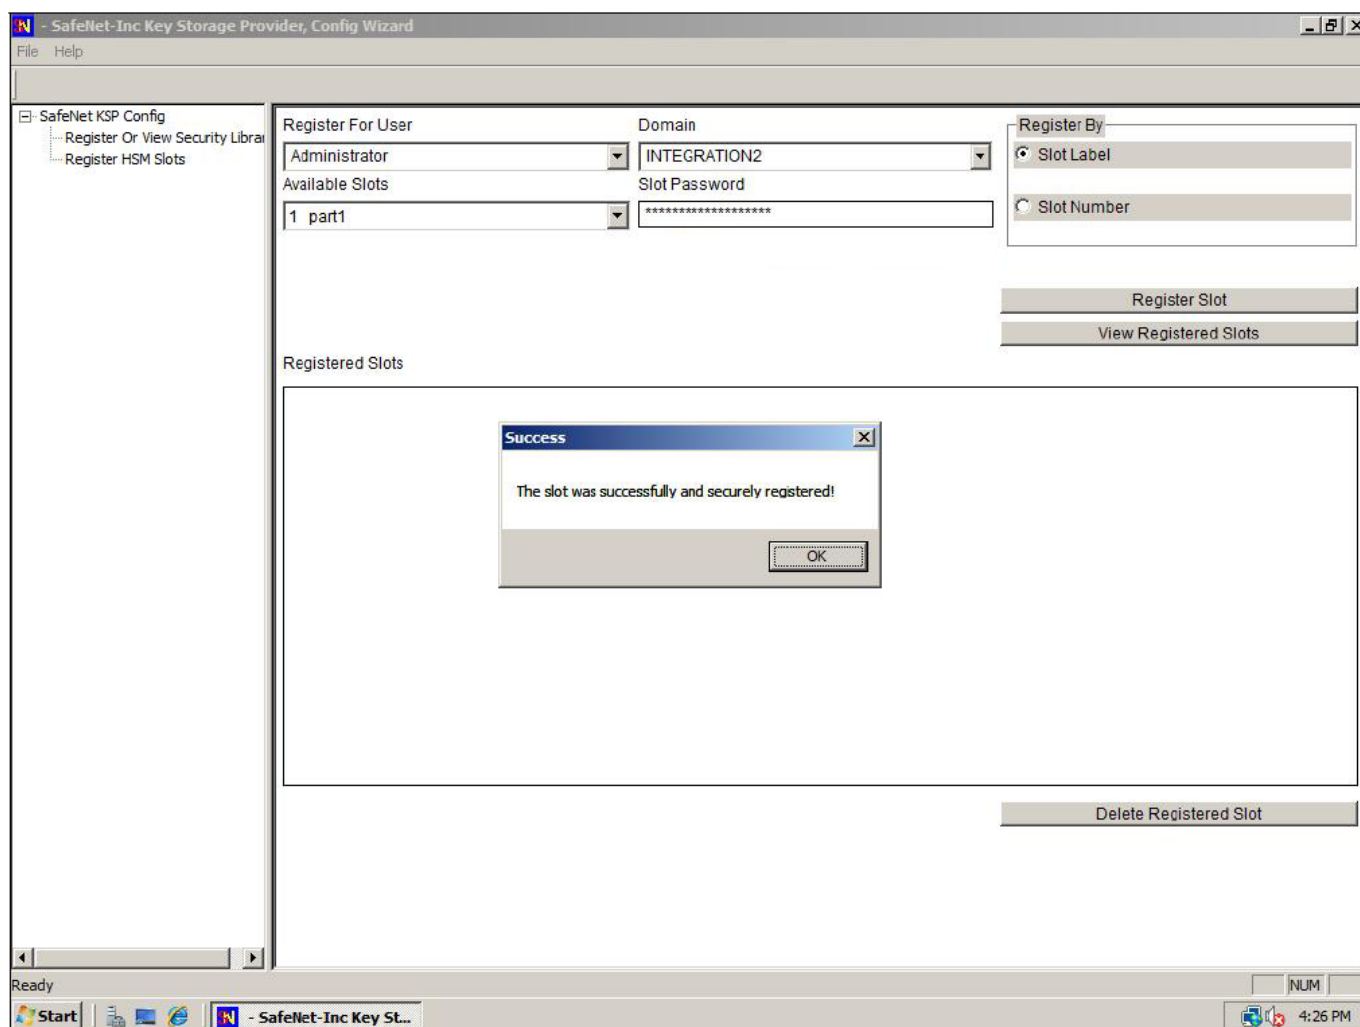 - SafeNet-Inc Key Storage Provider, Config Wizard
File Help
SafeNet KSP Config
Register Or View Security Librar
Register HSM Slots
Register For User
Domain
Register By
Administrator
INTEGRATION2
Slot Label
Available Slots
Slot Password
1 part1
*******************
Slot Number
Register Slot
View Registered Slots
Registered Slots
Success
The slot was successfully and securely registered!
OK
Delete Registered Slot
Ready
NUM
Start
- SafeNet-Inc Key St...
4:26 PM